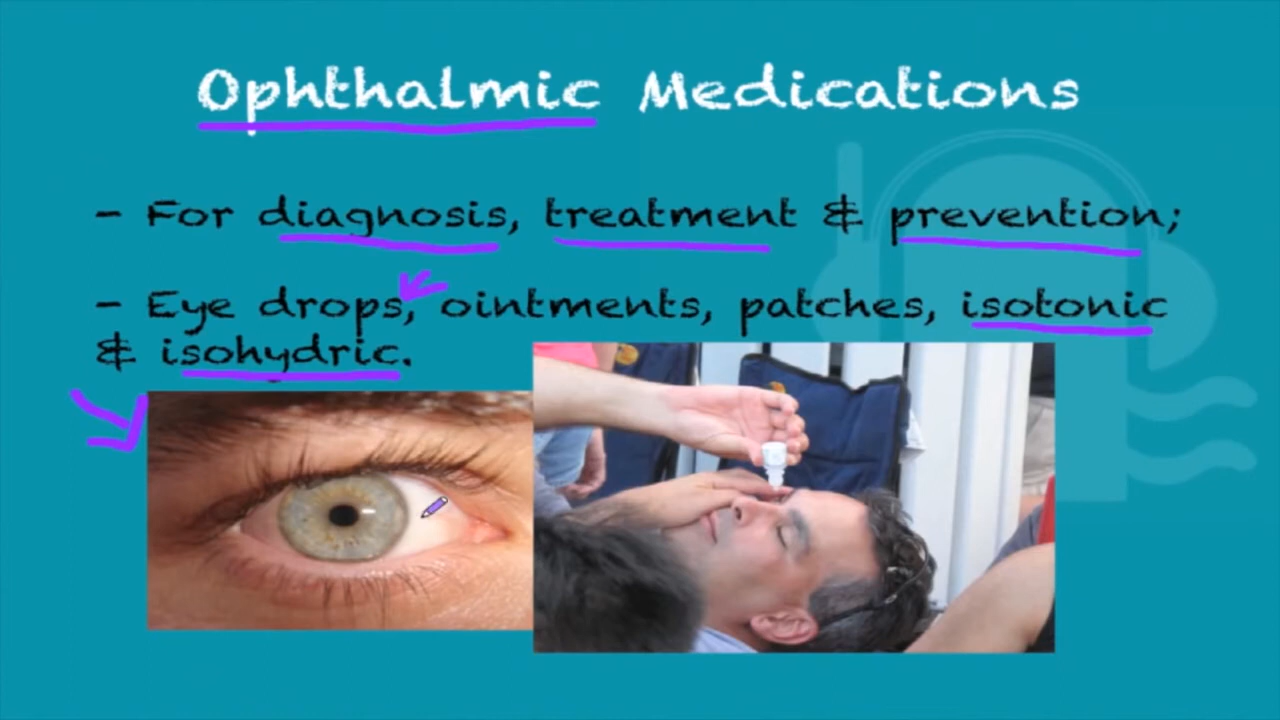 Ophthalmic Medications
- For diagnosis, treatment & prevention;
- Eye drops, ointments, patches, isotonic
& isohydric.